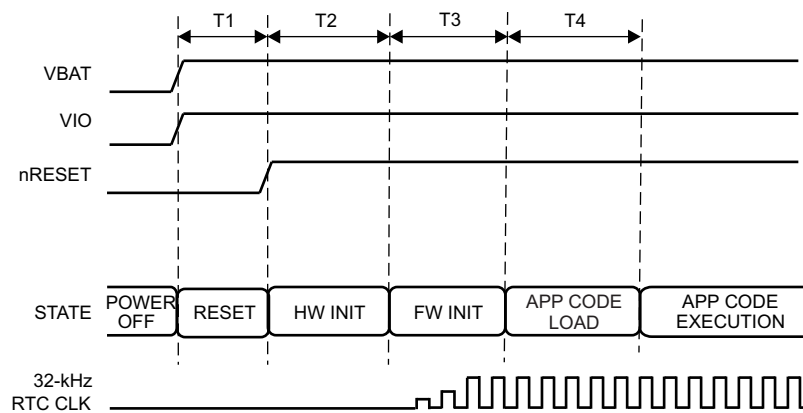 T1 T2 T3 T4
VBAT
VIO
nRESET
STATE
POWER
OFF
RESET
HW INIT
FW INIT
APP CODE
LOAD
APP CODE
EXECUTION
32-kHz
RTC CLK